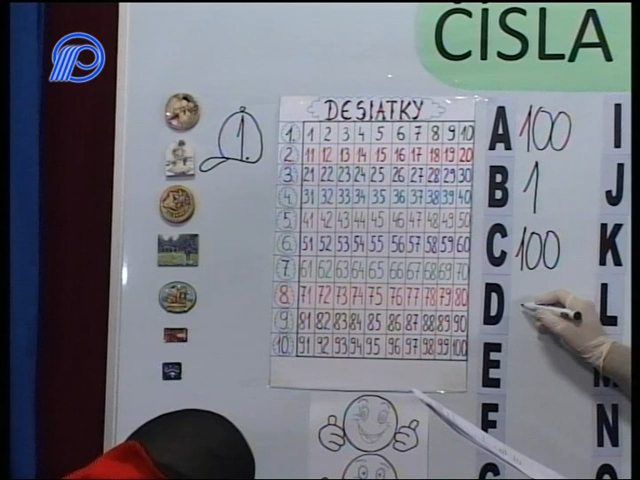 ČÍSLA
DESIATKY
1. 1 2 3 4 5 6 7 8 9 10
2. 11 12 13 14 15 16 17 18 19 20
3. 21 22 23 24 25 26 27 28 29 30
4. 31 32 33 34 35 36 37 38 39 40
5. 41 42 43 44 45 46 47 48 49 50
6. 51 52 53 54 55 56 57 58 59 60
7. 61 62 63 64 65 66 67 68 69 70
8. 71 72 73 74 75 76 77 78 79 80
9. 81 82 83 84 85 86 87 88 89 90
10. 91 92 93 94 95 96 97 98 99 100
1
A 100
B 1
C 100
D
E
F
G
I
J
K
L
M
N
O